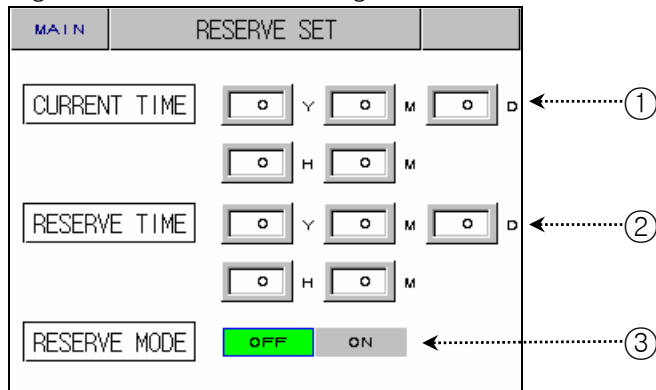 MAIN RESERVE SET
CURRENT TIME 0 Y 0 M 0 D ①
0 H 0 M
RESERVE TIME 0 Y 0 M 0 D ②
0 H 0 M
RESERVE MODE OFF ON ③